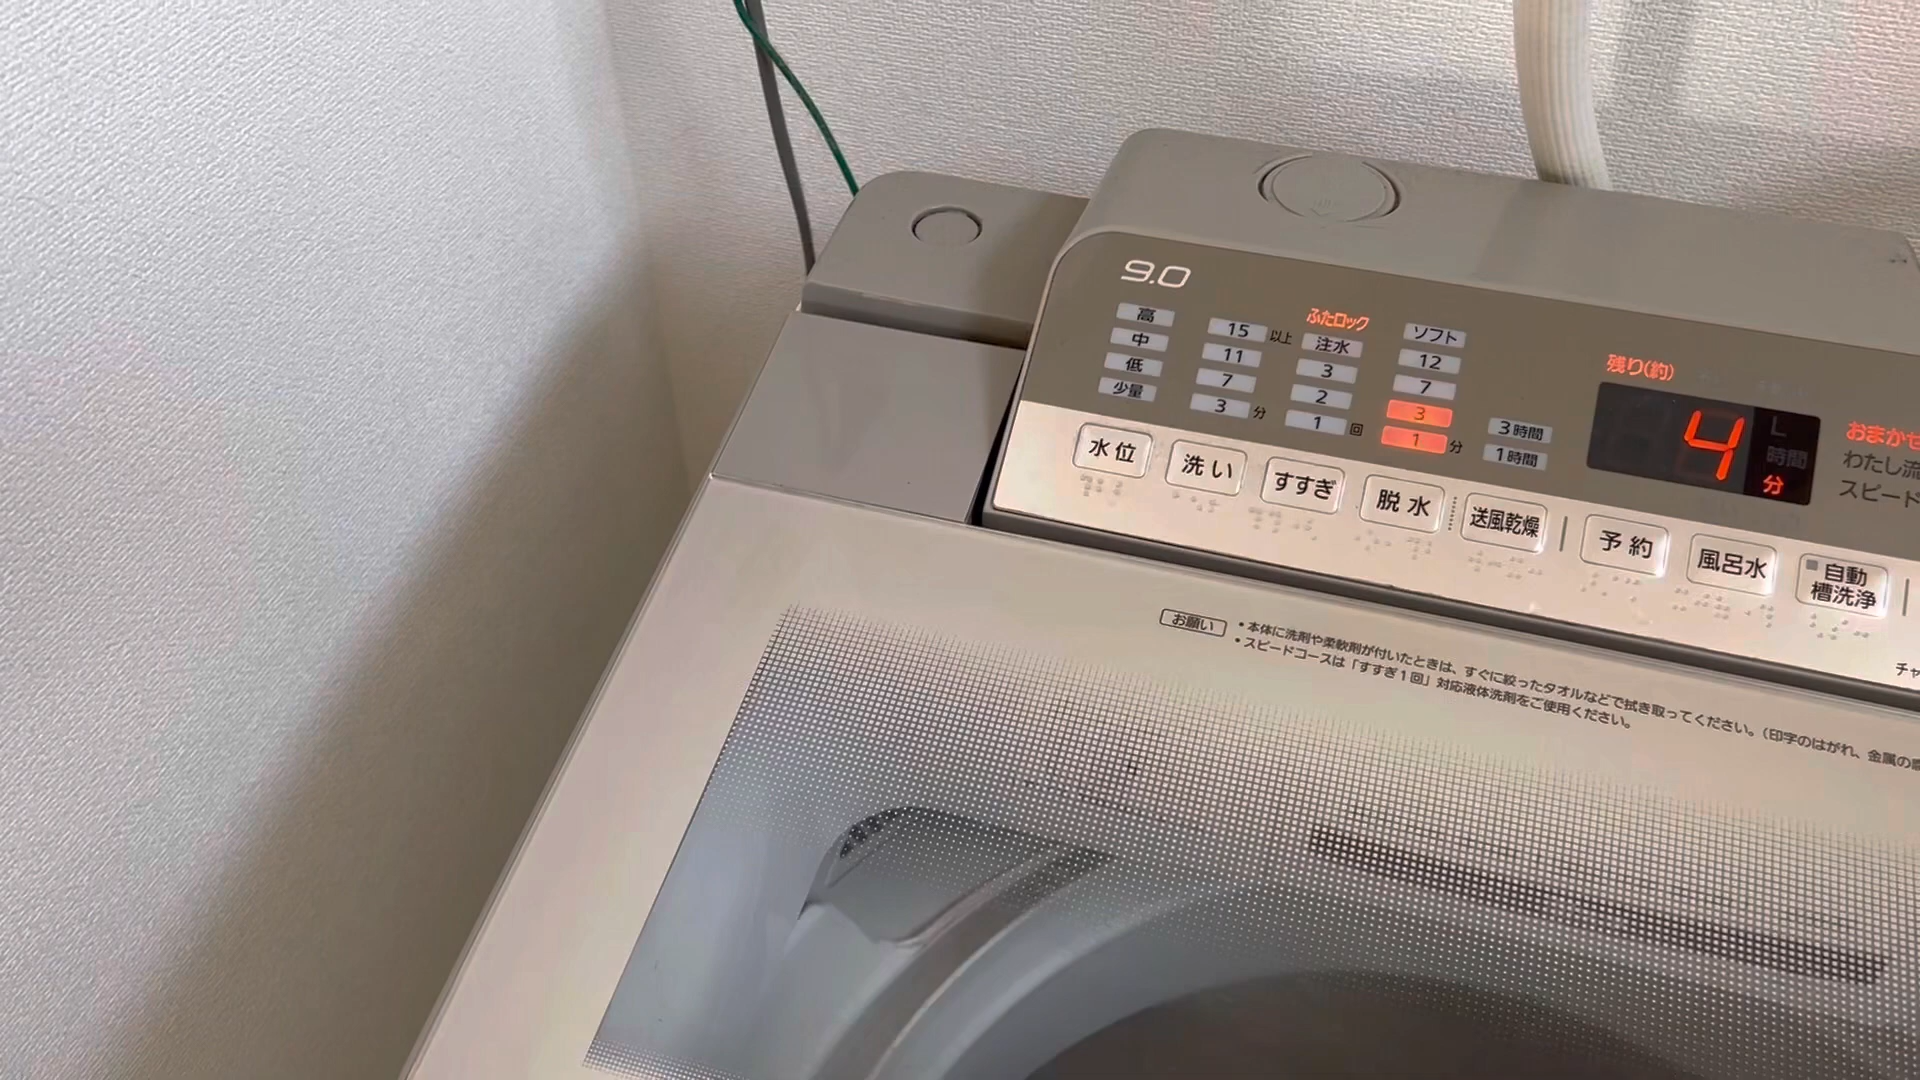 9.0
高
中
低
少量
15 以上
11
7
3 分
ふたロック
注水
3
2
1 回
ソフト
12
7
3
1 分
3時間
1時間
残り(約)
4
L
時間
分
おまかせ
わたし流
スピード
水位
洗い
すすぎ
脱水
送風乾燥
予約
風呂水
自動
槽洗浄
お願い
•本体に洗剤や柔軟剤が付いたときは、すぐに絞ったタオルなどで拭き取ってください。(印字のはがれ、金属の
•スピードコースは「すすぎ1回」対応液体洗剤をご使用ください。
チャ